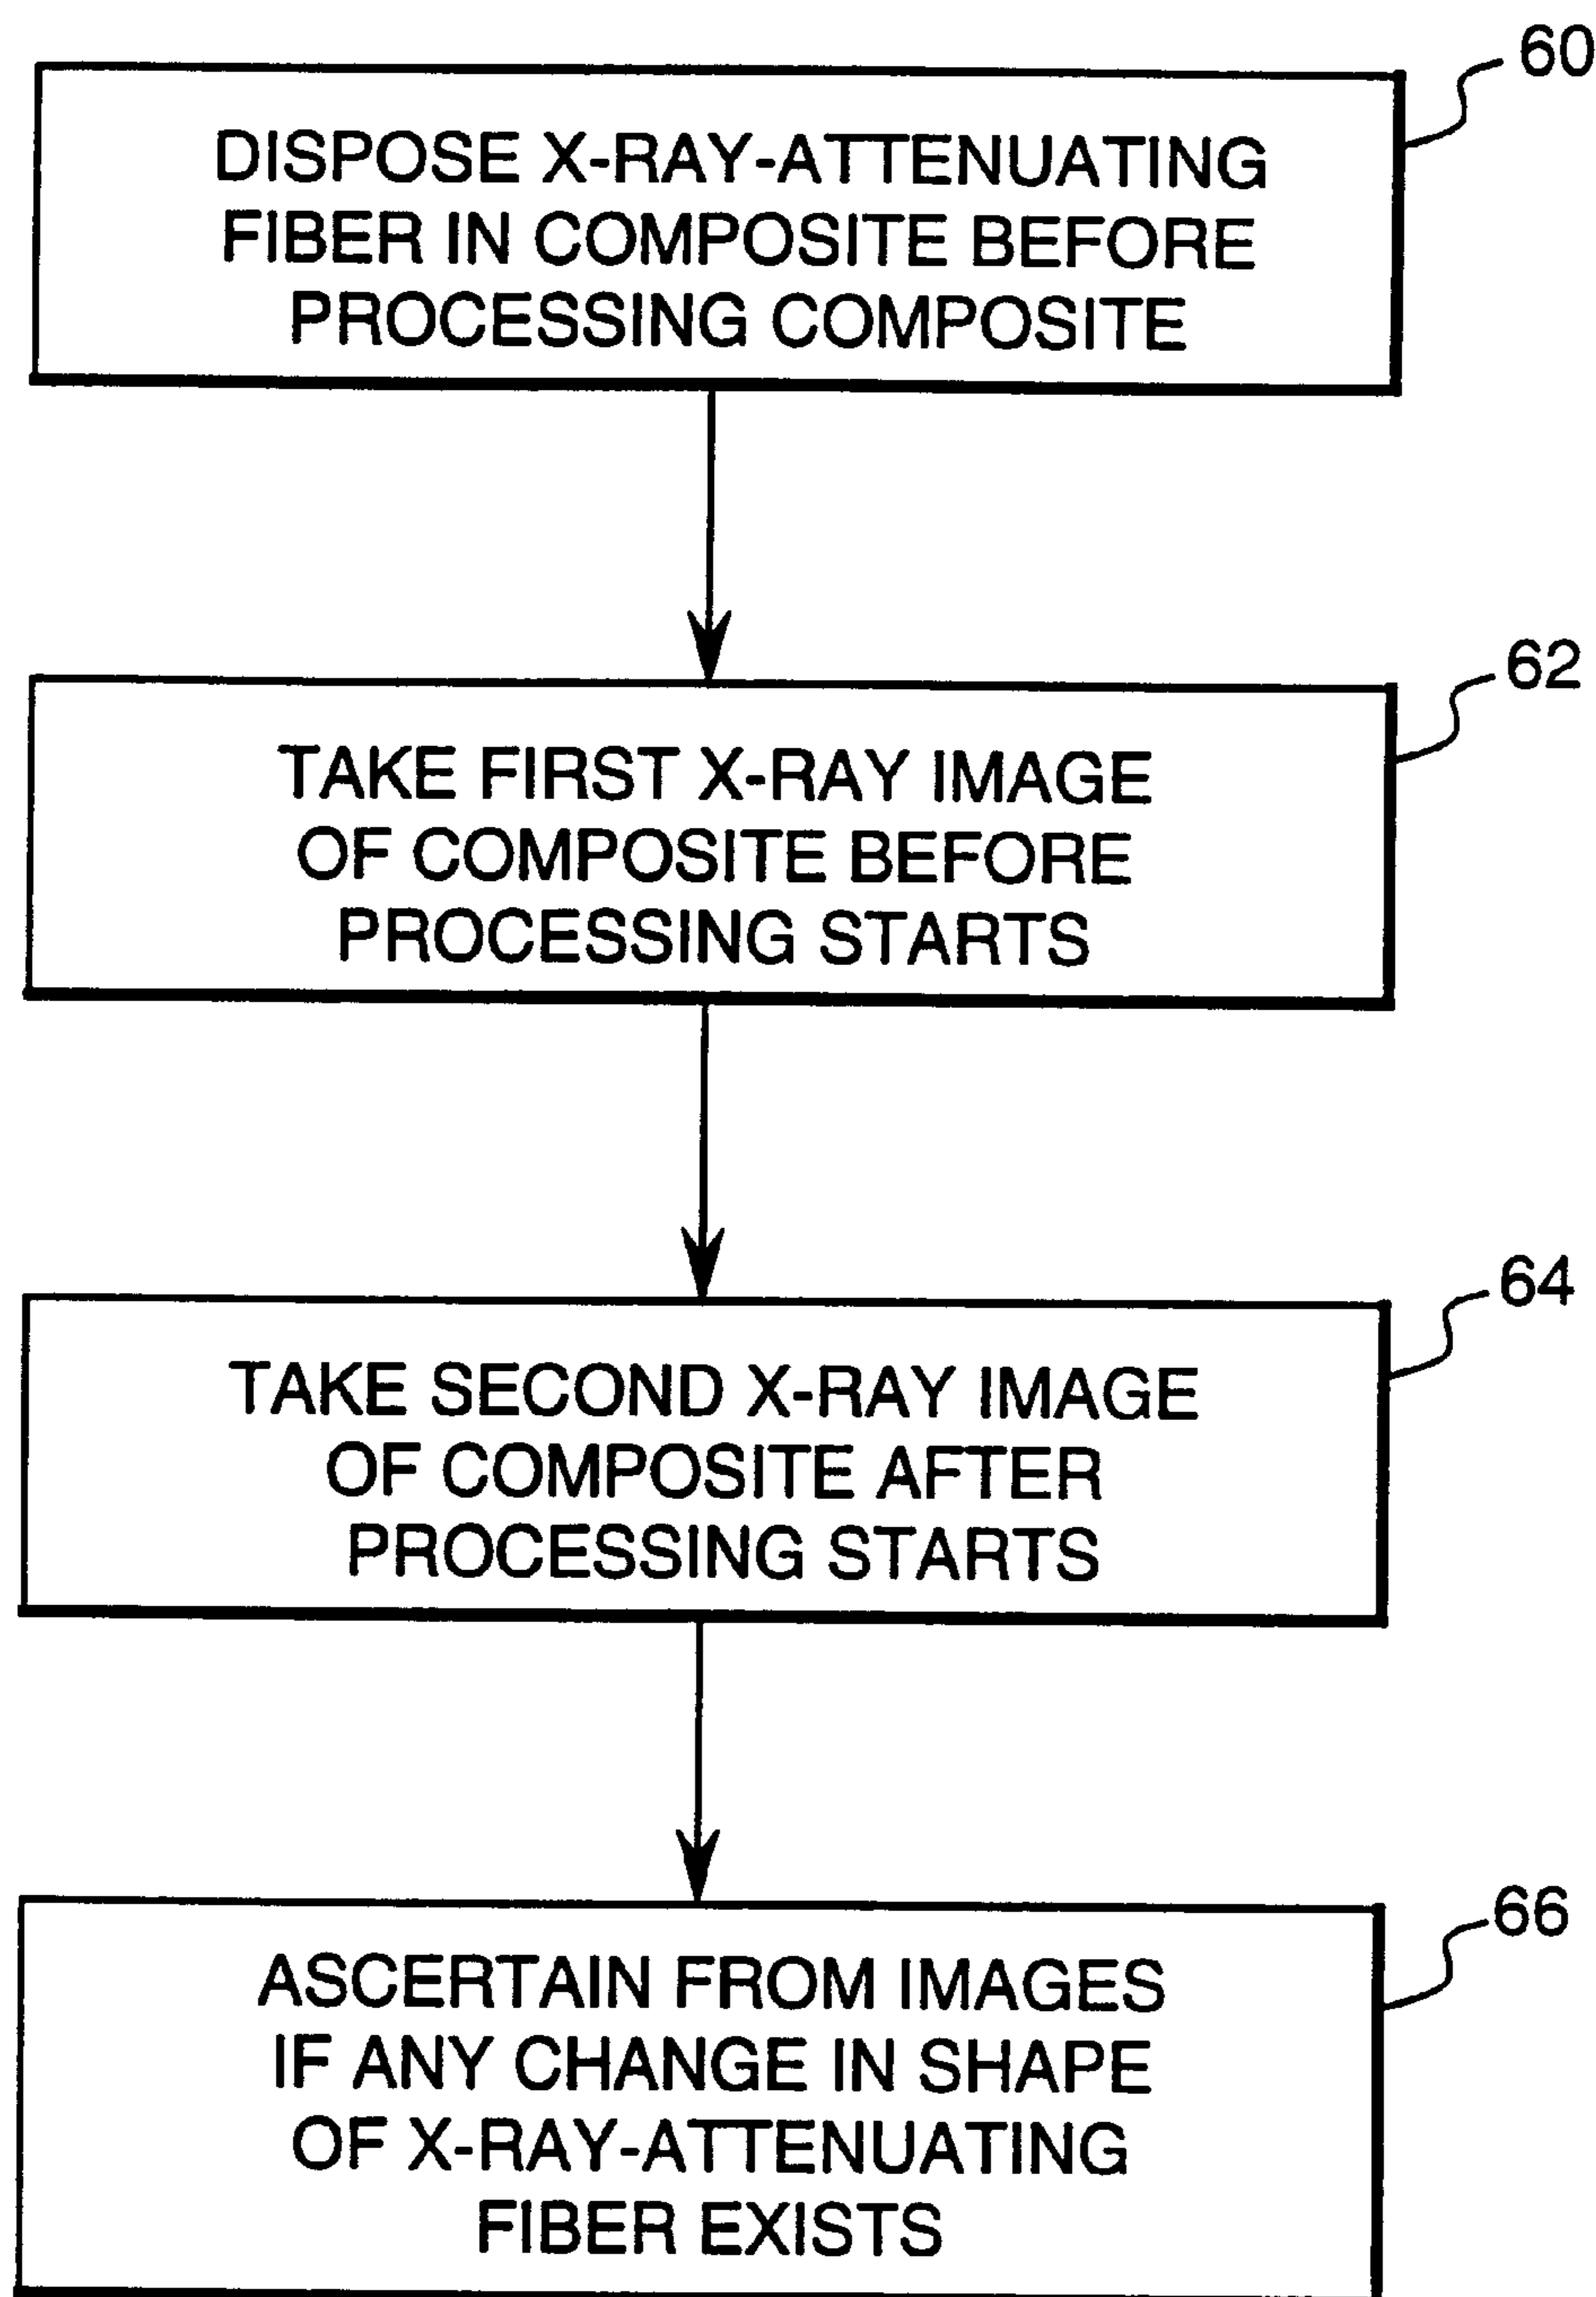 60
DISPOSE X-RAY-ATTENUATING
FIBER IN COMPOSITE BEFORE
PROCESSING COMPOSITE
62
TAKE FIRST X-RAY IMAGE
OF COMPOSITE BEFORE
PROCESSING STARTS
64
TAKE SECOND X-RAY IMAGE
OF COMPOSITE AFTER
PROCESSING STARTS
66
ASCERTAIN FROM IMAGES
IF ANY CHANGE IN SHAPE
OF X-RAY-ATTENUATING
FIBER EXISTS